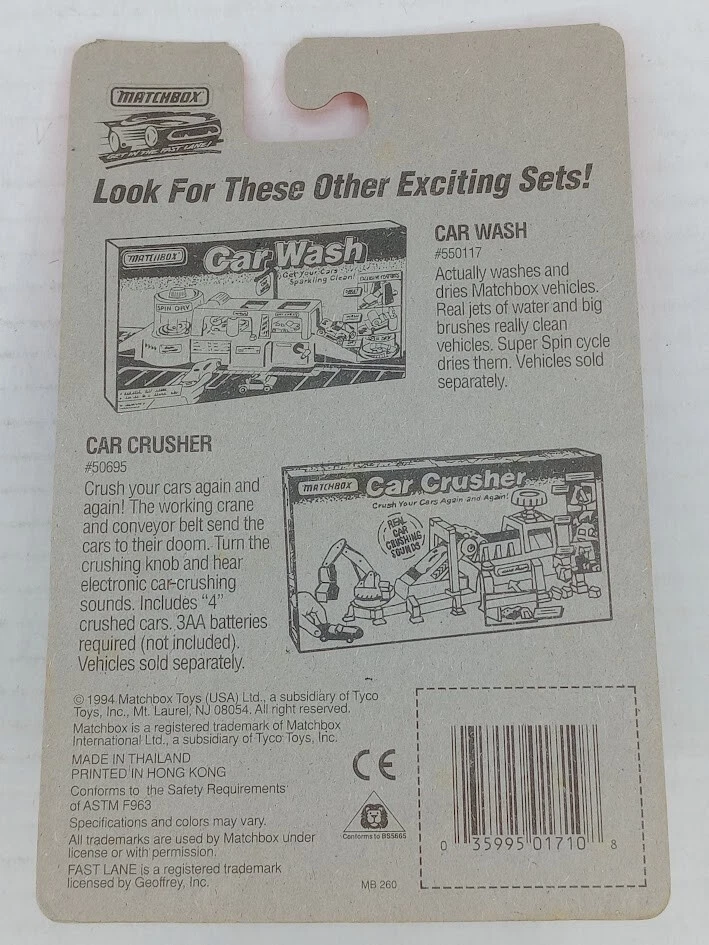 MATCHBOX
GET IN THE FAST LANE!
Look For These Other Exciting Sets!
MATCHBOX
Car Wash
Get Your Cars
Sparkling Clean!
SPIN DRY
CAR WASH
#550117
Actually washes and
dries Matchbox vehicles.
Real jets of water and big
brushes really clean
vehicles. Super Spin cycle
dries them. Vehicles sold
separately.
CAR CRUSHER
#50695
Crush your cars again and
again! The working crane
and conveyor belt send the
cars to their doom. Turn the
crushing knob and hear
electronic car-crushing
sounds. Includes “4”
crushed cars. 3AA batteries
required (not included).
Vehicles sold separately.
MATCHBOX
Car Crusher
Crush Your Cars Again and Again!
REAL
CAR
CRUSHING
SOUNDS
© 1994 Matchbox Toys (USA) Ltd., a subsidiary of Tyco
Toys, Inc., Mt. Laurel, NJ 08054. All right reserved.
Matchbox is a registered trademark of Matchbox
International Ltd., a subsidiary of Tyco Toys, Inc.
MADE IN THAILAND
PRINTED IN HONG KONG
Conforms to the Safety Requirements
of ASTM F963
Specifications and colors may vary.
All trademarks are used by Matchbox under
license or with permission.
FAST LANE is a registered trademark
licensed by Geoffrey, Inc.
CE
Conforms to BS5665
MB 260
0 35995 01710 8